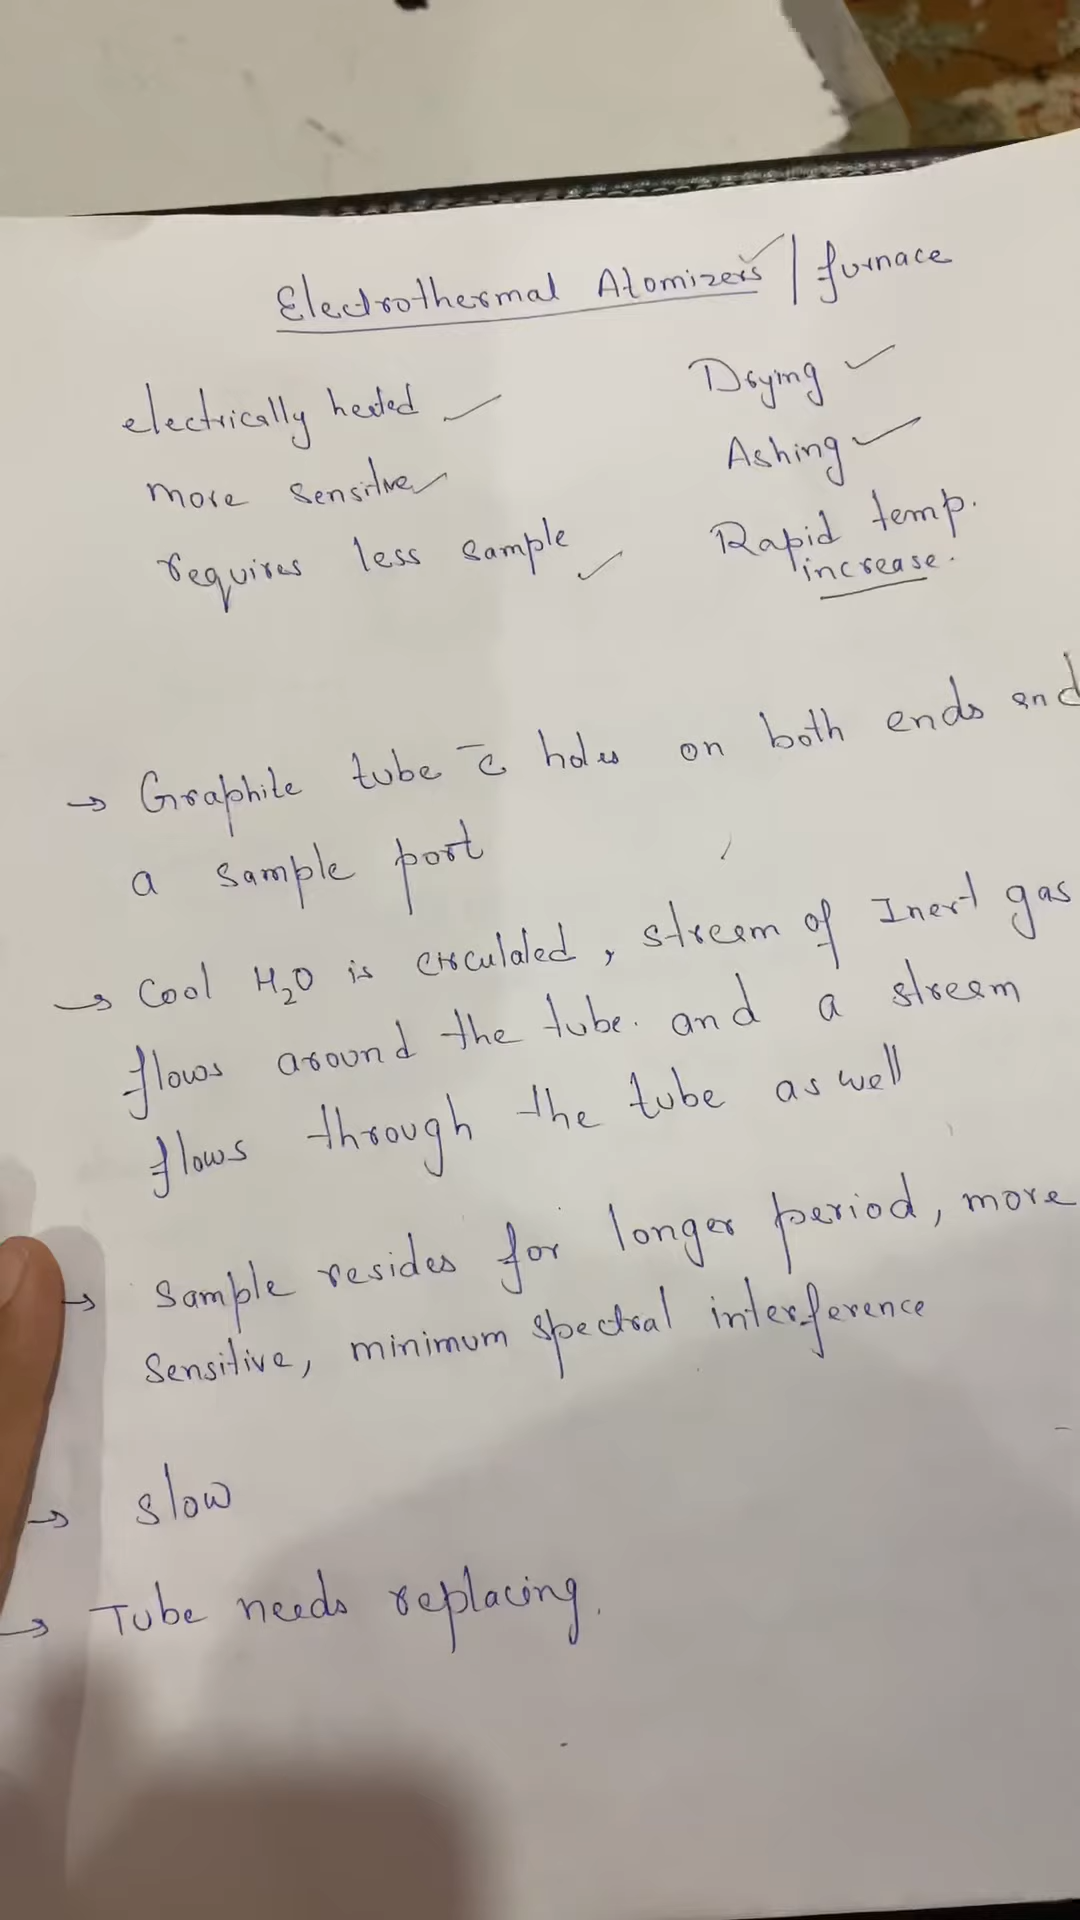 Electrothermal Atomizers / furnace
electrically heated
Drying
more sensitive
Ashing
requires less sample
Rapid temp.
increase.
→ Graphite tube c̄ holes on both ends and
a sample port
→ Cool H₂O is circulated, stream of Inert gas
flows around the tube. and a stream
flows through the tube as well
→ Sample resides for longer period, more
sensitive, minimum spectral interference
→ slow
→ Tube needs replacing.